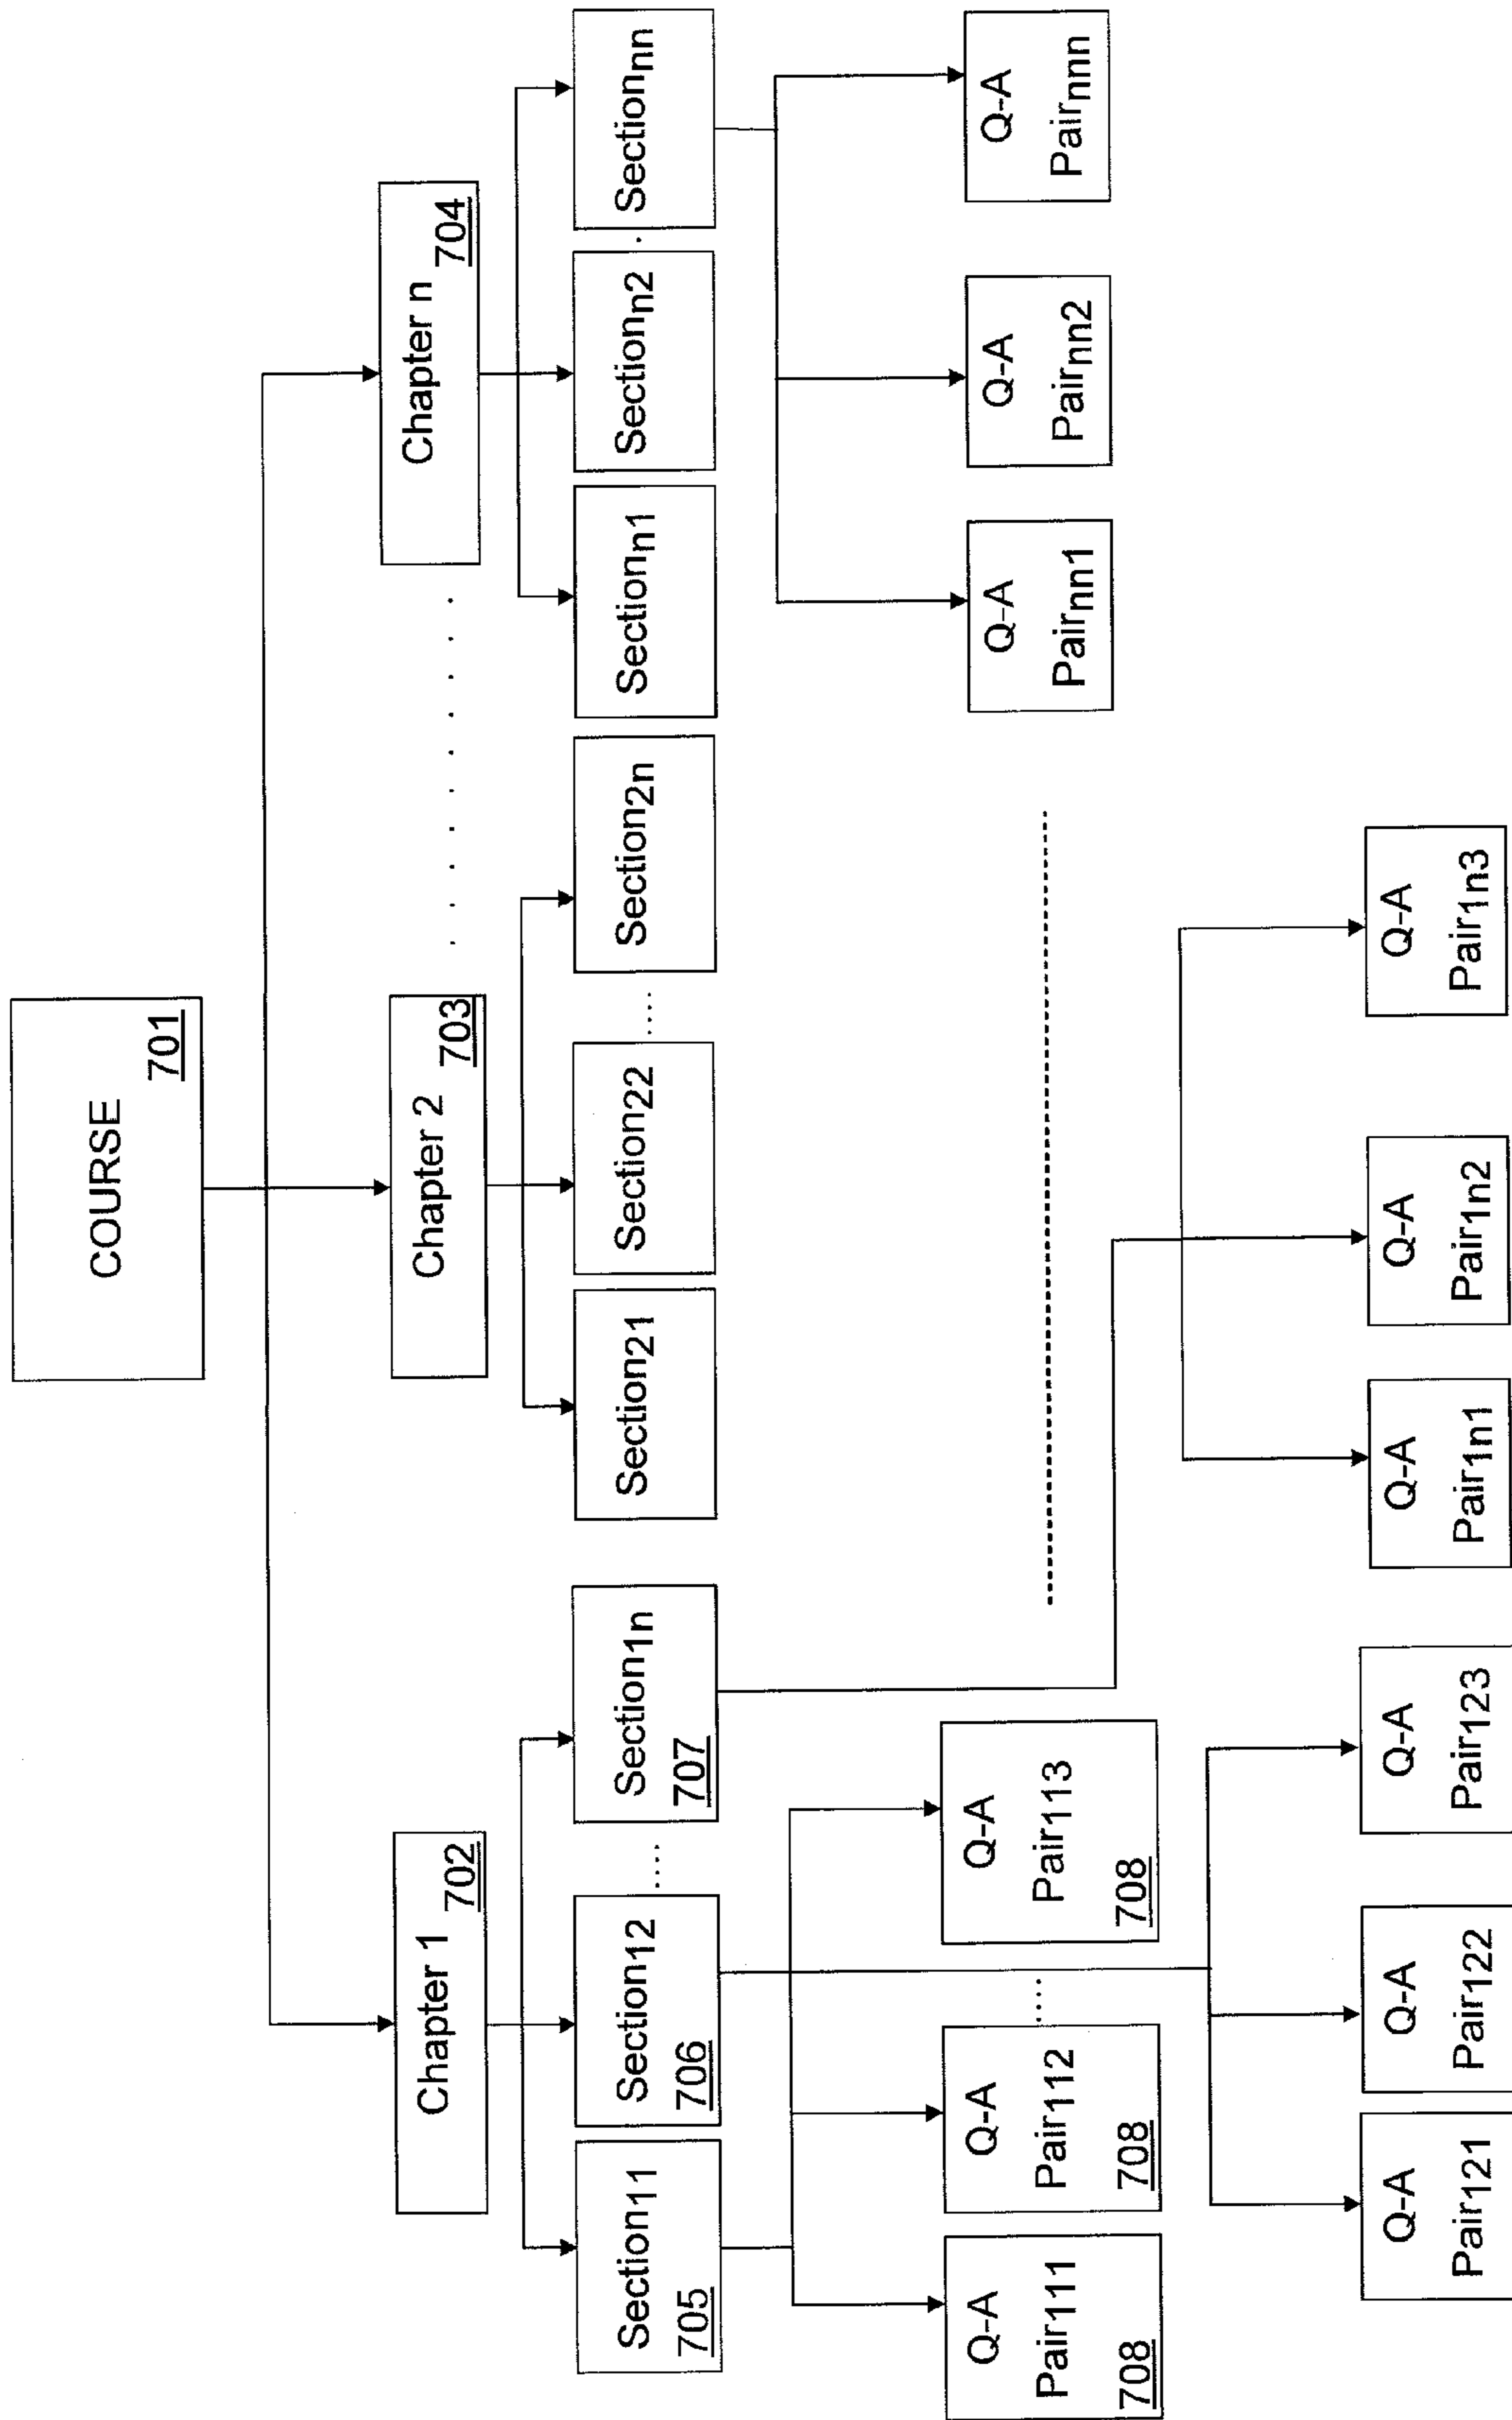 COURSE
701
Chapter 1
702
Chapter 2
703
. . . . . . . . . .
Chapter n
704
Section11
705
Section12
706
....
Section1n
707
Section21
Section22
....
Section2n
Sectionn1
Sectionn2
.
Sectionnn
Q-A
Pair111
708
Q-A
Pair112
708
....
Q-A
Pair113
708
Q-A
Pairnn1
Q-A
Pairnn2
Q-A
Pairnnn
Q-A
Pair121
Q-A
Pair122
Q-A
Pair123
Q-A
Pair1n1
Q-A
Pair1n2
Q-A
Pair1n3